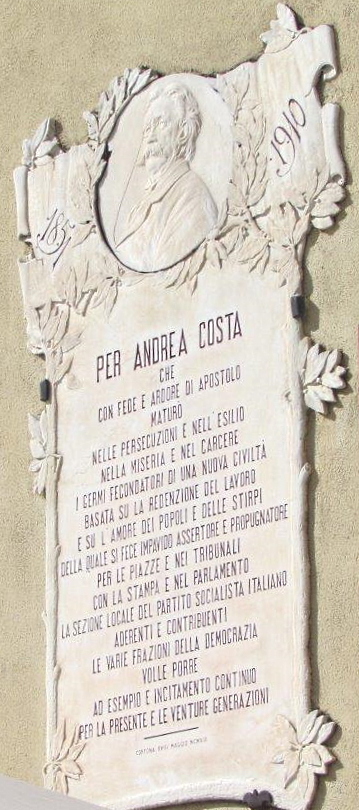 1851
1910
PER ANDREA COSTA
CHE
CON FEDE E ARDORE DI APOSTOLO
MATURÒ
NELLE PERSECUZIONI E NELL'ESILIO
NELLA MISERIA E NEL CARCERE
I GERMI FECONDATORI DI UNA NUOVA CIVILTÀ
BASATA SU LA REDENZIONE DEL LAVORO
E SU L'AMORE DEI POPOLI E DELLE STIRPI
DELLA QUALE SI FECE IMPAVIDO ASSERTORE E PROPUGNATORE
PER LE PIAZZE E NEI TRIBUNALI
CON LA STAMPA E NEL PARLAMENTO
LA SEZIONE LOCALE DEL PARTITO SOCIALISTA ITALIANO
ADERENTI E CONTRIBUENTI
LE VARIE FRAZIONI DELLA DEMOCRAZIA
VOLLE PORRE
AD ESEMPIO E INCITAMENTO CONTINUO
PER LA PRESENTE E LE VENTURE GENERAZIONI
CORTONA MAGGIO